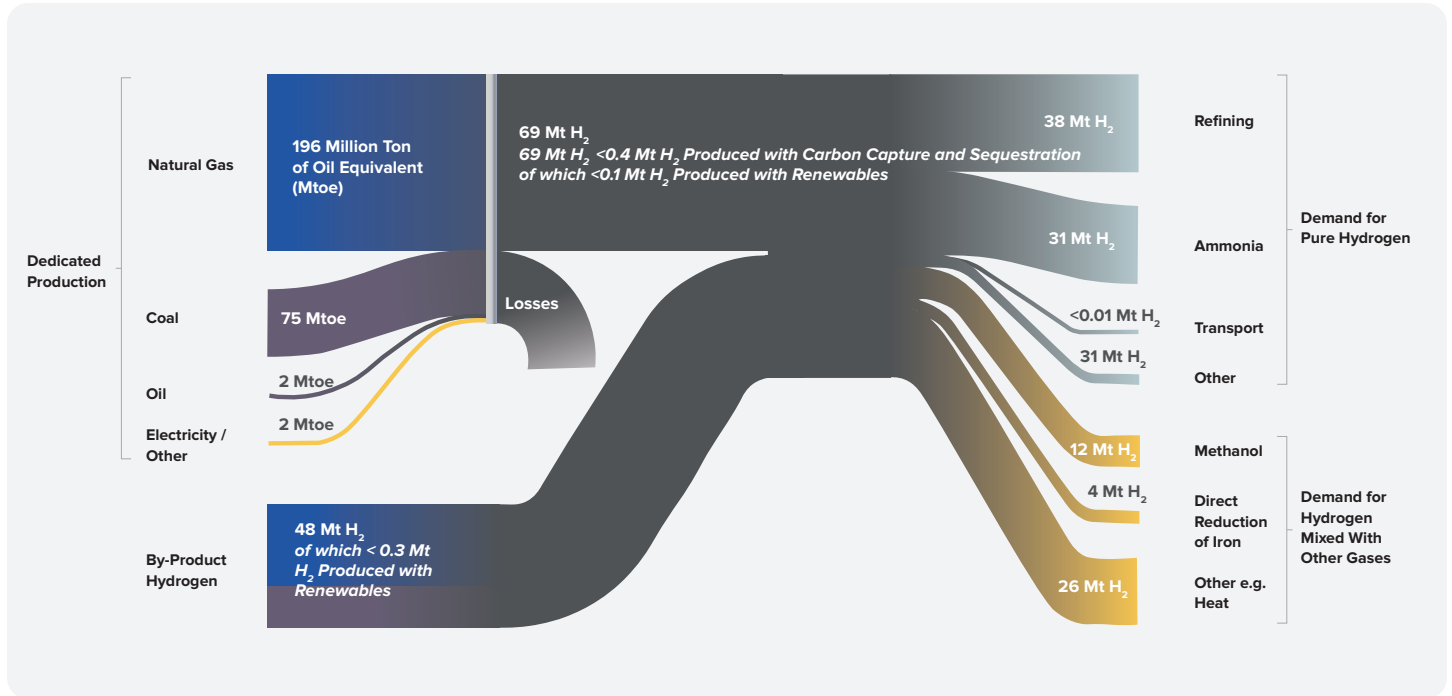 Dedicated
Production
Natural Gas
Coal
Oil
Electricity /
Other
By-Product
Hydrogen
196 Million Ton
of Oil Equivalent
(Mtoe)
75 Mtoe
2 Mtoe
2 Mtoe
48 Mt H₂
of which < 0.3 Mt
H₂ Produced with
Renewables
69 Mt H₂
69 Mt H₂ <0.4 Mt H₂ Produced with Carbon Capture and Sequestration
of which <0.1 Mt H₂ Produced with Renewables
Losses
38 Mt H₂
31 Mt H₂
<0.01 Mt H₂
31 Mt H₂
12 Mt H₂
4 Mt H₂
26 Mt H₂
Refining
Ammonia
Transport
Other
Methanol
Direct
Reduction
of Iron
Other e.g.
Heat
Demand for
Pure Hydrogen
Demand for
Hydrogen
Mixed With
Other Gases